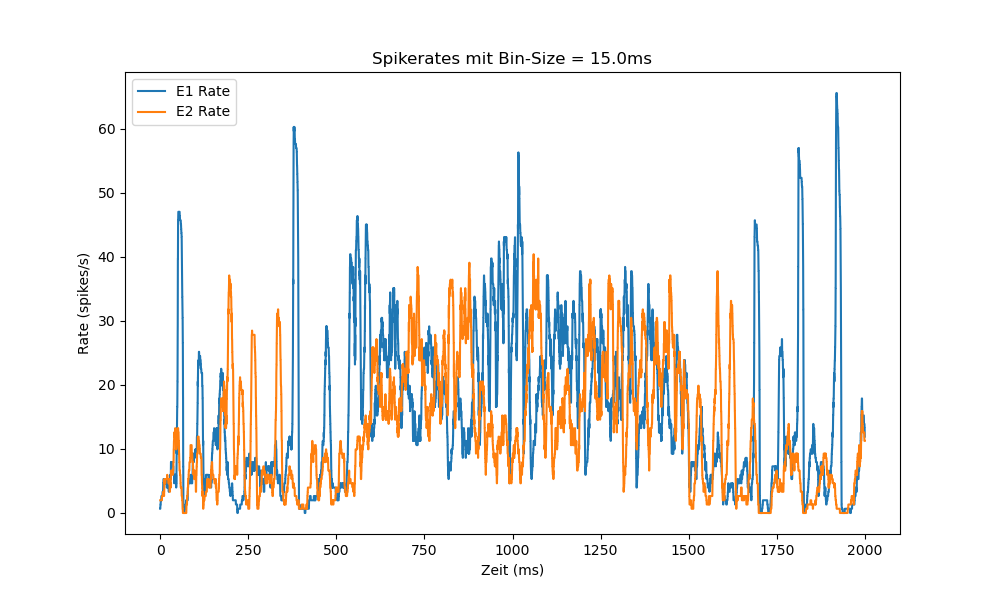 Spikerates mit Bin-Size = 15.0ms
E1 Rate
E2 Rate
Rate (spikes/s)
60
50
40
30
20
10
0
0 250 500 750 1000 1250 1500 1750 2000
Zeit (ms)